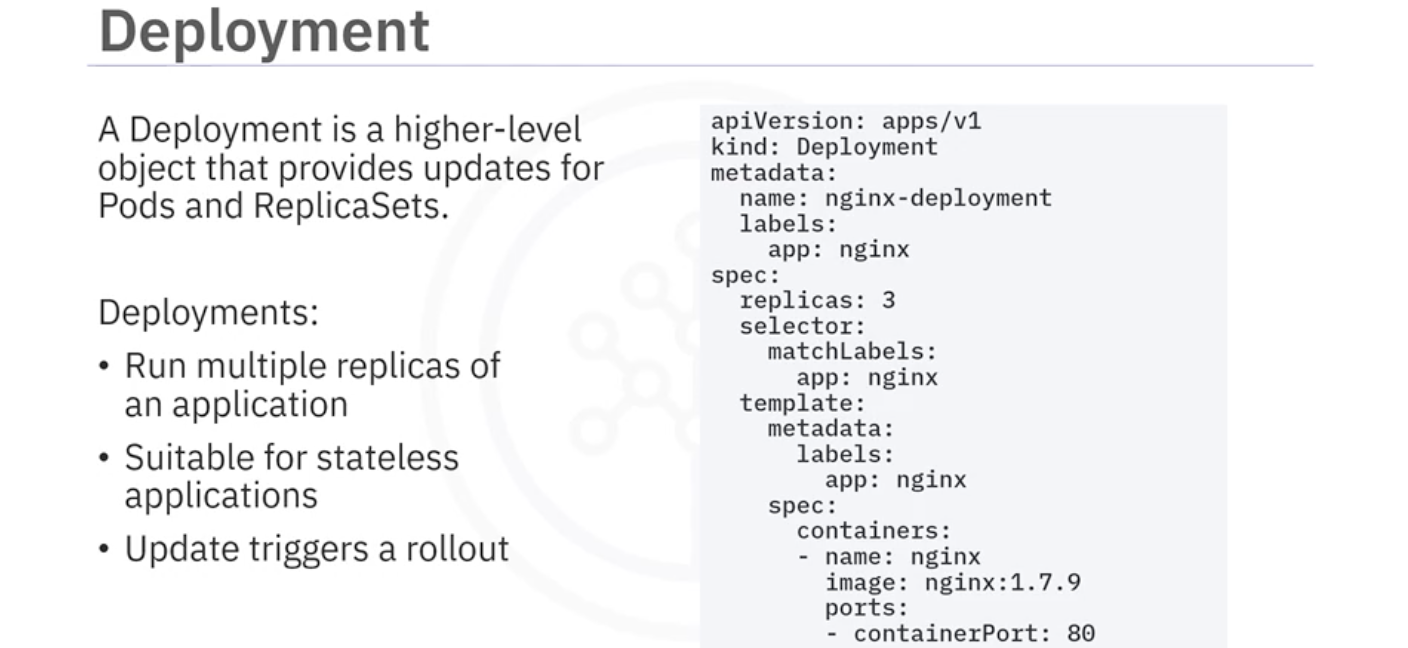 Deployment
A Deployment is a higher-level
object that provides updates for
Pods and ReplicaSets.
Deployments:
• Run multiple replicas of
an application
• Suitable for stateless
applications
• Update triggers a rollout
apiVersion: apps/v1
kind: Deployment
metadata:
  name: nginx-deployment
  labels:
    app: nginx
spec:
  replicas: 3
  selector:
    matchLabels:
      app: nginx
  template:
    metadata:
      labels:
        app: nginx
    spec:
      containers:
      - name: nginx
        image: nginx:1.7.9
        ports:
        - containerPort: 80